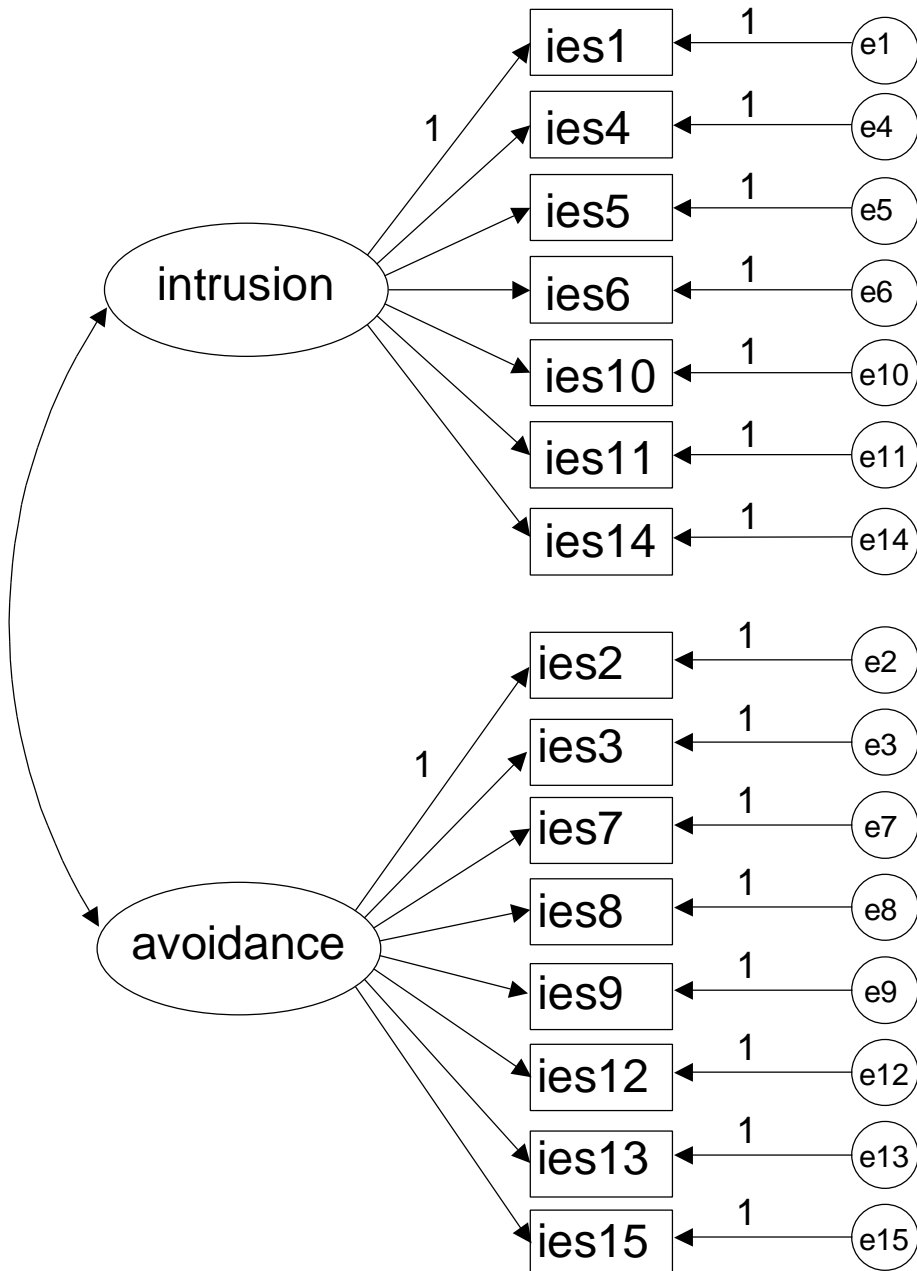 ies1 1 e1
1 ies4 1 e4
ies5 1 e5
intrusion ies6 1 e6
ies10 1 e10
ies11 1 e11
ies14 1 e14
ies2 1 e2
1 ies3 1 e3
ies7 1 e7
ies8 1 e8
avoidance ies9 1 e9
ies12 1 e12
ies13 1 e13
ies15 1 e15